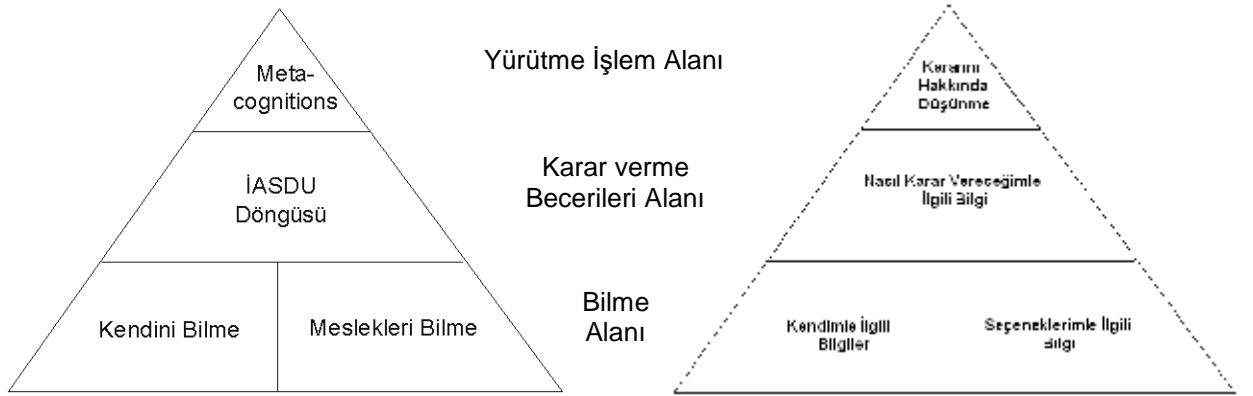 Meta-
cognitions
İASDU
Döngüsü
Kendini Bilme
Meslekleri Bilme
Yürütme İşlem Alanı
Karar verme
Becerileri Alanı
Bilme
Alanı
Kararım
Hakkında
Düşünme
Nasıl Karar Vereceğimle
İlgili Bilgi
Kendimle İlgili
Bilgiler
Seçeneklerimle İlgili
Bilgi